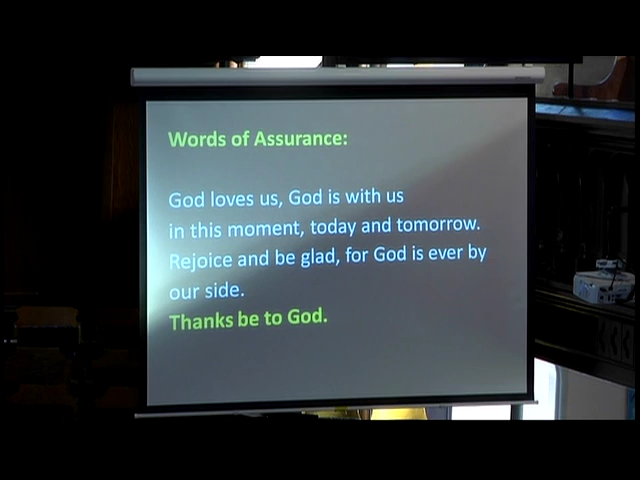 Words of Assurance:
God loves us, God is with us
in this moment, today and tomorrow.
Rejoice and be glad, for God is ever by
our side.
Thanks be to God.